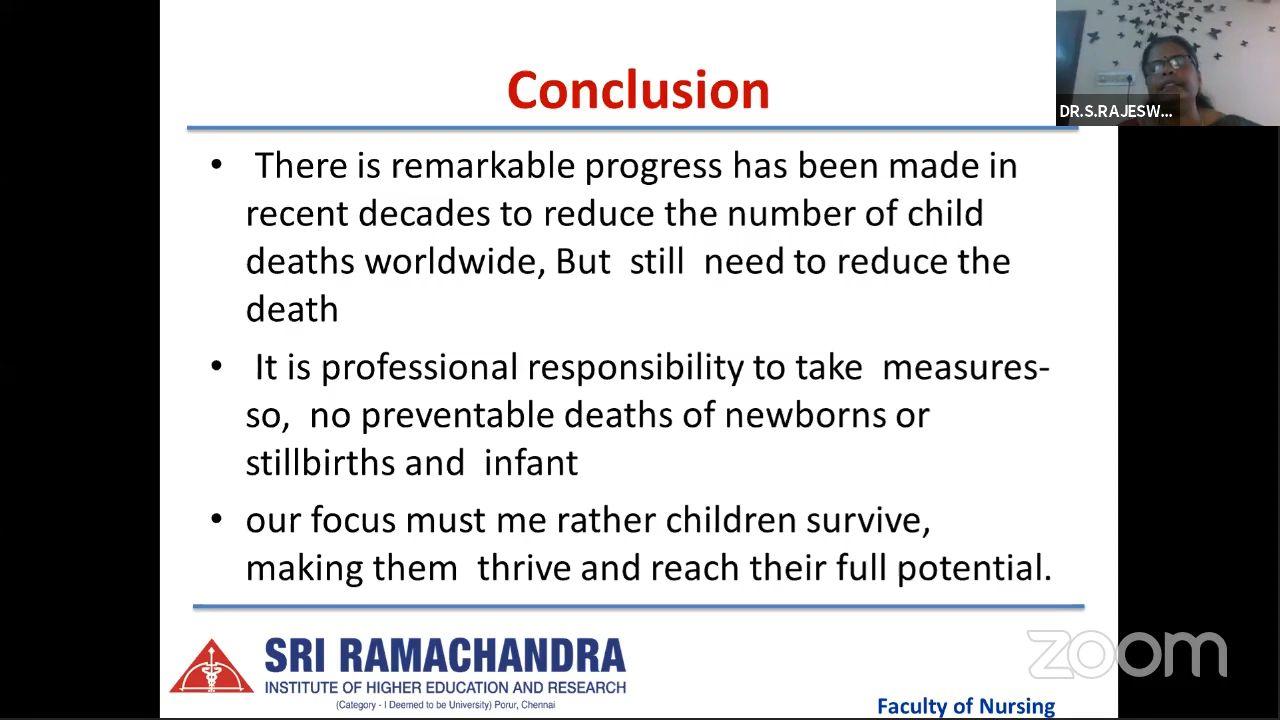 Conclusion
DR.S.RAJESW...
• There is remarkable progress has been made in
recent decades to reduce the number of child
deaths worldwide, But still need to reduce the
death
• It is professional responsibility to take measures-
so, no preventable deaths of newborns or
stillbirths and infant
• our focus must me rather children survive,
making them thrive and reach their full potential.
SRI RAMACHANDRA
INSTITUTE OF HIGHER EDUCATION AND RESEARCH
(Category - I Deemed to be University) Porur, Chennai
zoom
Faculty of Nursing